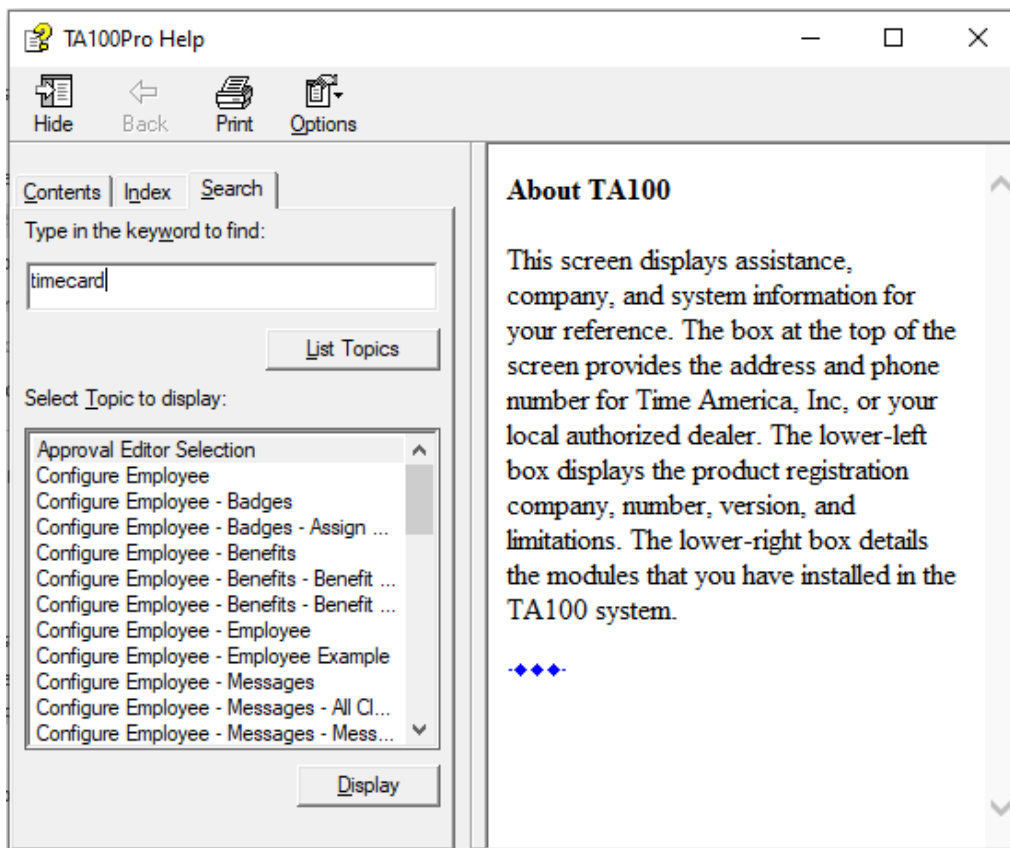 TA100Pro Help
Hide
Back
Print
Options
Contents
Index
Search
Type in the keyword to find:
timecard
List Topics
Select Topic to display:
Approval Editor Selection
Configure Employee
Configure Employee - Badges
Configure Employee - Badges - Assign ...
Configure Employee - Benefits
Configure Employee - Benefits - Benefit ...
Configure Employee - Benefits - Benefit ...
Configure Employee - Employee
Configure Employee - Employee Example
Configure Employee - Messages
Configure Employee - Messages - All Cl...
Configure Employee - Messages - Mess...
Display
About TA100
This screen displays assistance,
company, and system information for
your reference. The box at the top of the
screen provides the address and phone
number for Time America, Inc, or your
local authorized dealer. The lower-left
box displays the product registration
company, number, version, and
limitations. The lower-right box details
the modules that you have installed in the
TA100 system.